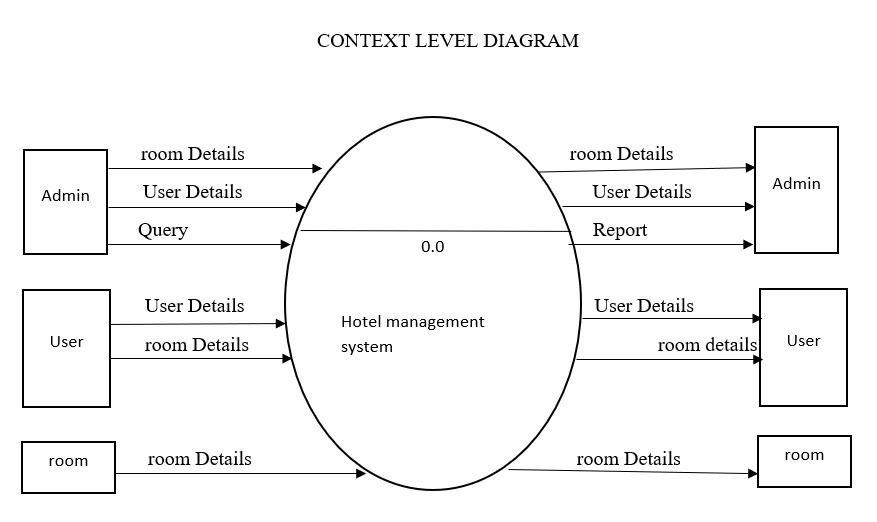 CONTEXT LEVEL DIAGRAM
Admin
room Details
User Details
Query
room Details
User Details
Report
Admin
0.0
Hotel management
system
User
User Details
room Details
User Details
room details
User
room
room Details
room Details
room